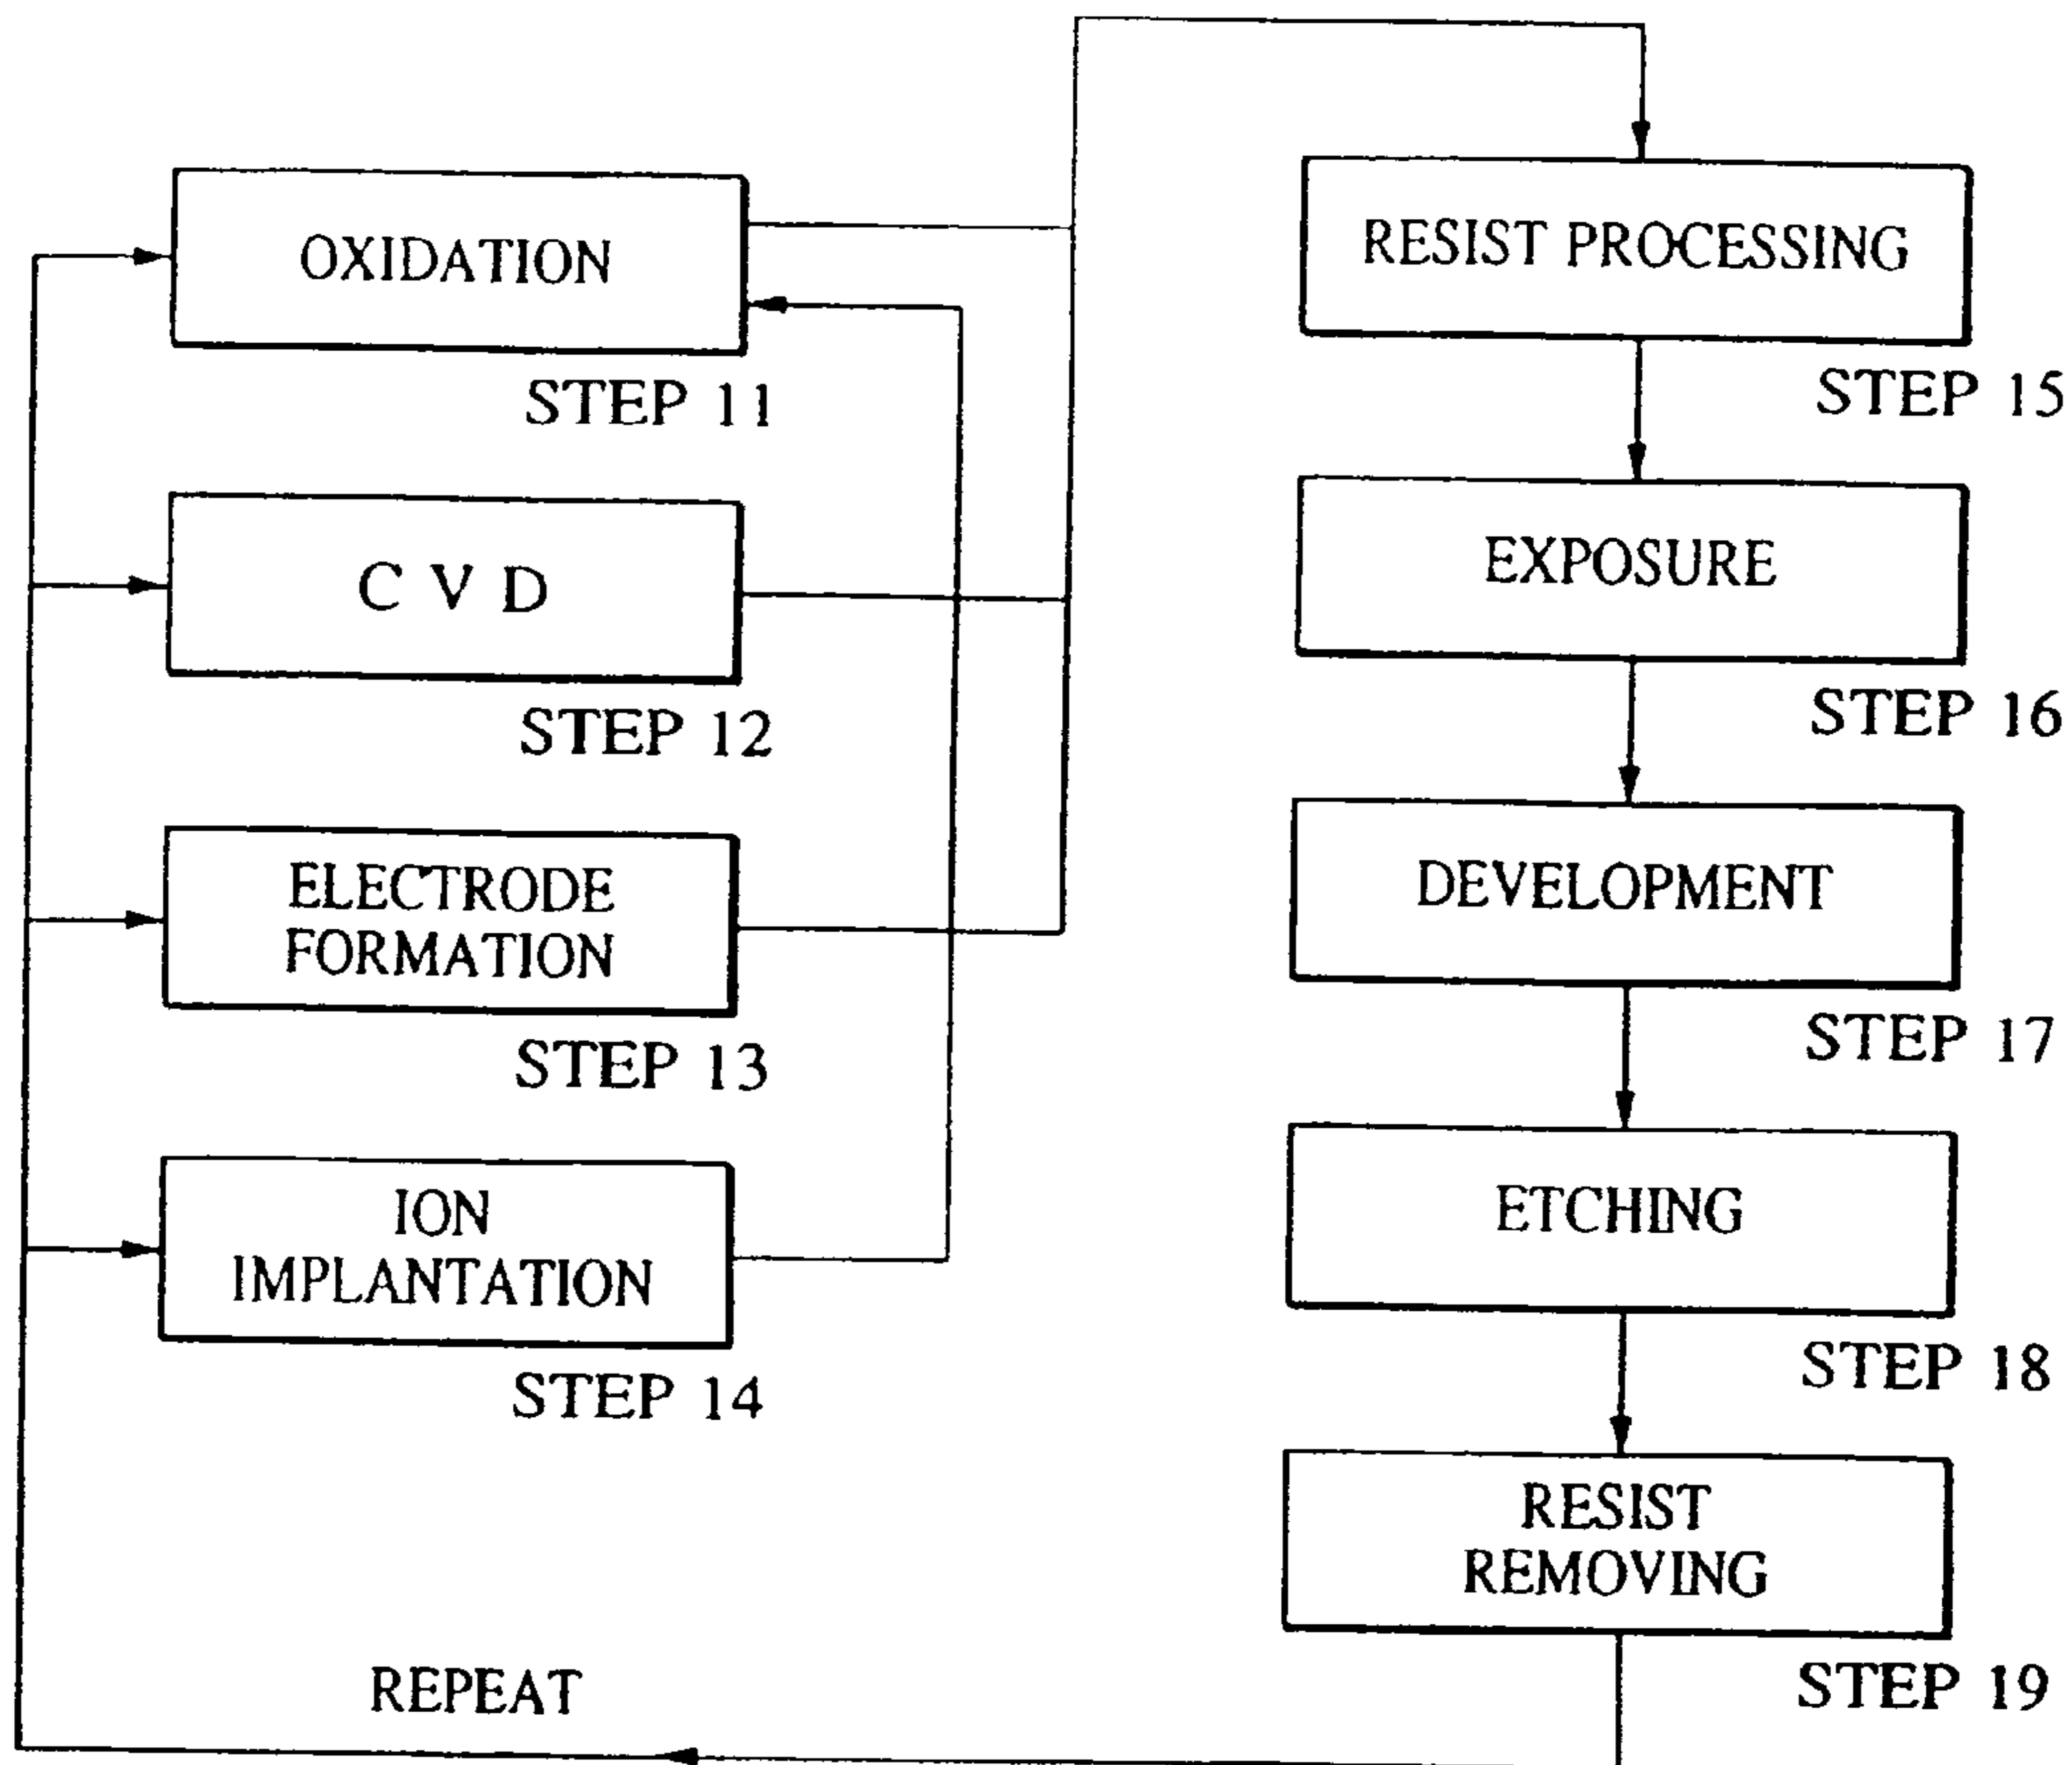 OXIDATION
STEP 11
C V D
STEP 12
ELECTRODE
FORMATION
STEP 13
ION
IMPLANTATION
STEP 14
REPEAT
RESIST PROCESSING
STEP 15
EXPOSURE
STEP 16
DEVELOPMENT
STEP 17
ETCHING
STEP 18
RESIST
REMOVING
STEP 19